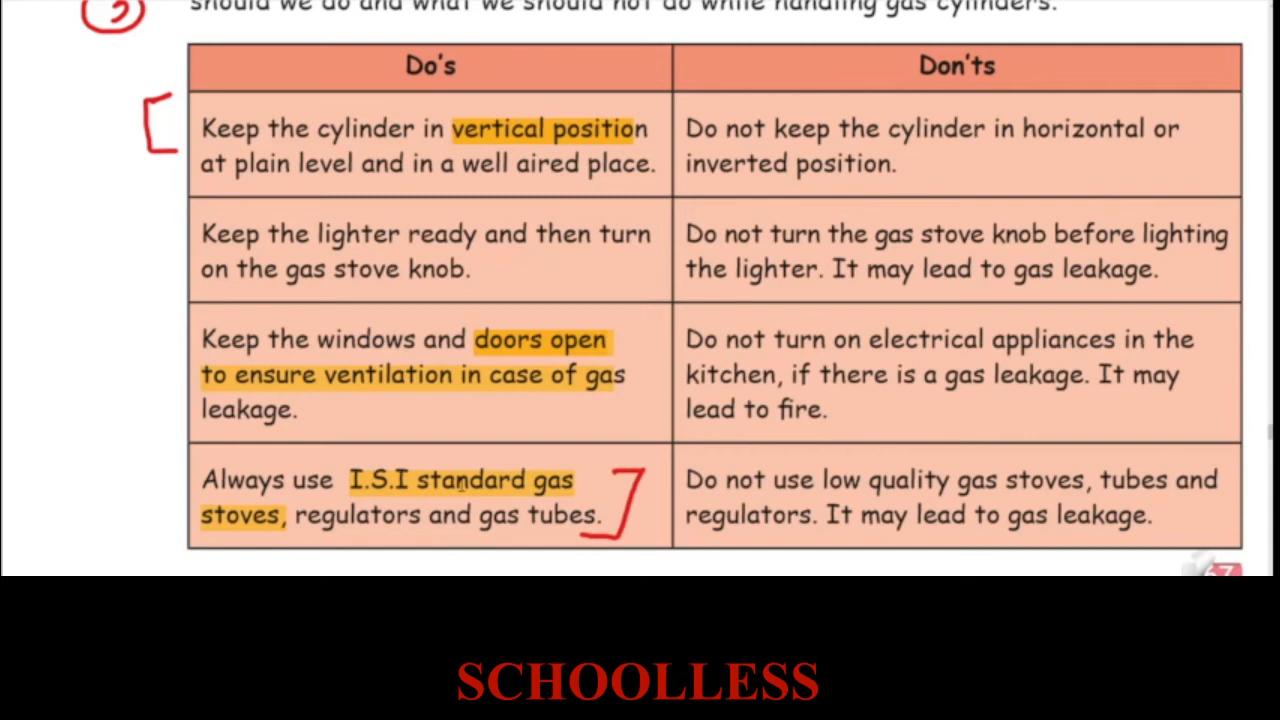 should we do and what we should not do while handling gas cylinders.
Do's
Don'ts
Keep the cylinder in vertical position
at plain level and in a well aired place.
Do not keep the cylinder in horizontal or
inverted position.
Keep the lighter ready and then turn
on the gas stove knob.
Do not turn the gas stove knob before lighting
the lighter. It may lead to gas leakage.
Keep the windows and doors open
to ensure ventilation in case of gas
leakage.
Do not turn on electrical appliances in the
kitchen, if there is a gas leakage. It may
lead to fire.
Always use I.S.I standard gas
stoves, regulators and gas tubes.
Do not use low quality gas stoves, tubes and
regulators. It may lead to gas leakage.
SCHOOLLESS